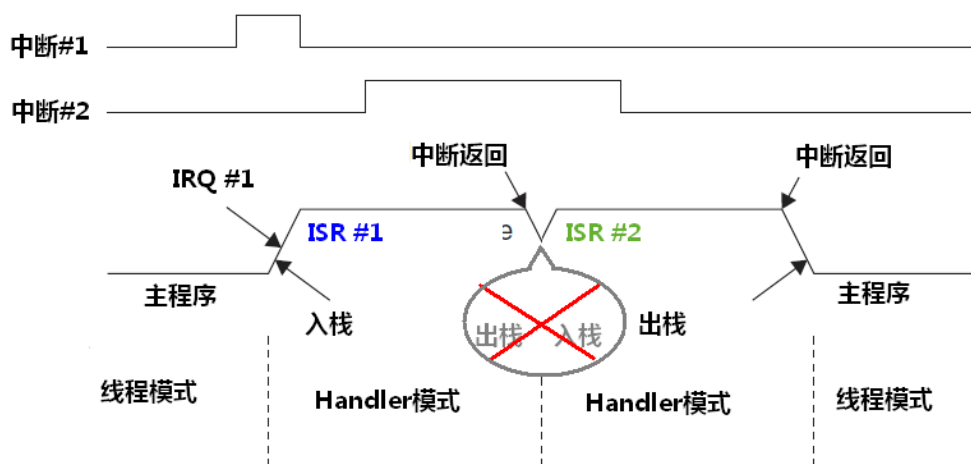 中断#1
中断#2
中断返回
中断返回
IRQ #1
ISR #1
e
ISR #2
主程序
入栈
出栈
入栈
出栈
主程序
线程模式
Handler模式
Handler模式
线程模式